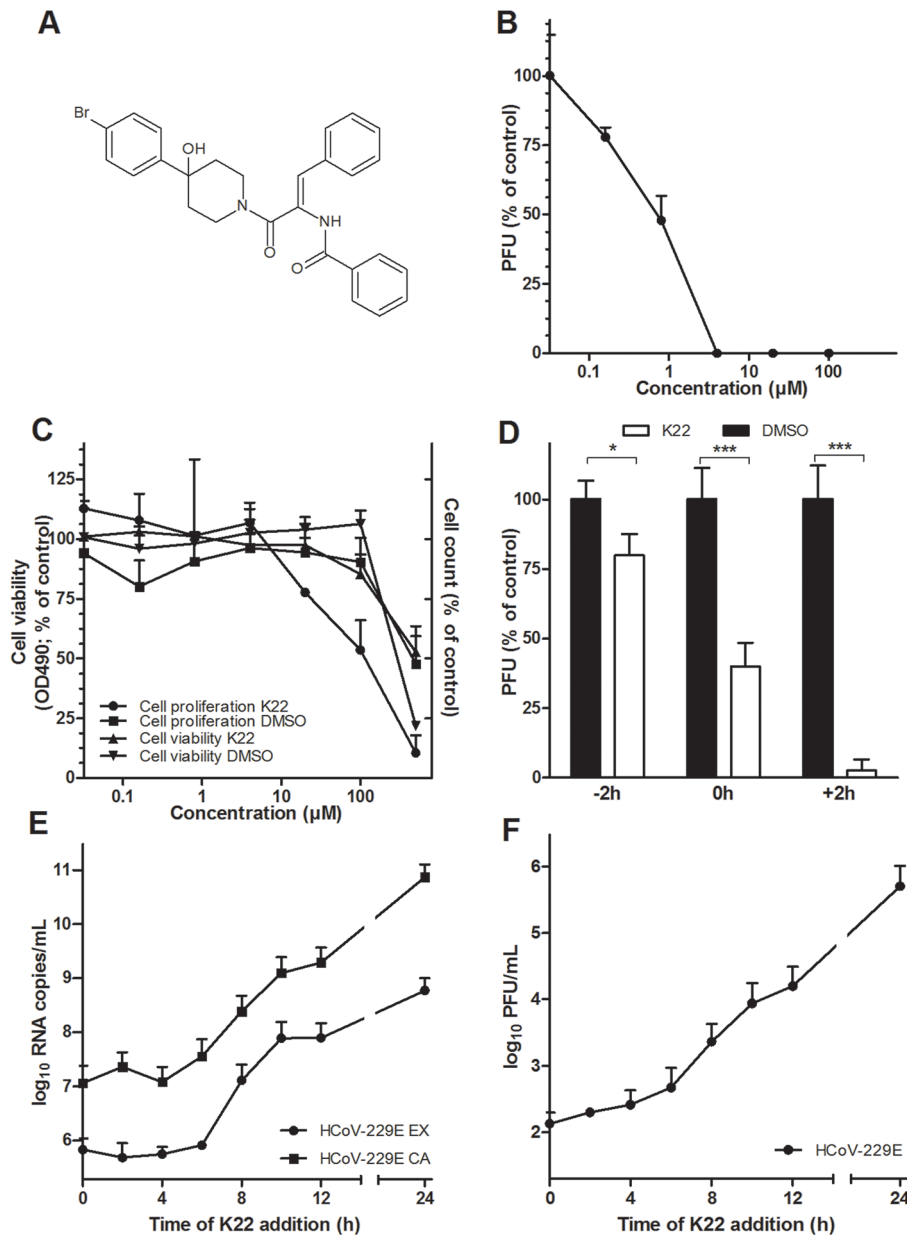 A
Br
OH
N
O
NH
O
B
PFU (% of control)
100
75
50
25
0
0.1
1
10
100
Concentration (µM)
C
Cell viability
(OD490; % of control)
125
100
75
50
25
0
Cell proliferation K22
Cell proliferation DMSO
Cell viability K22
Cell viability DMSO
0.1
1
10
100
Concentration (µM)
Cell count (% of control)
D
K22
DMSO
*
***
***
PFU (% of control)
100
75
50
25
0
-2h
0h
+2h
E
log10 RNA copies/mL
11
10
9
8
7
6
HCoV-229E EX
HCoV-229E CA
0
4
8
12
24
Time of K22 addition (h)
F
log10 PFU/mL
6
5
4
3
2
HCoV-229E
0
4
8
12
24
Time of K22 addition (h)